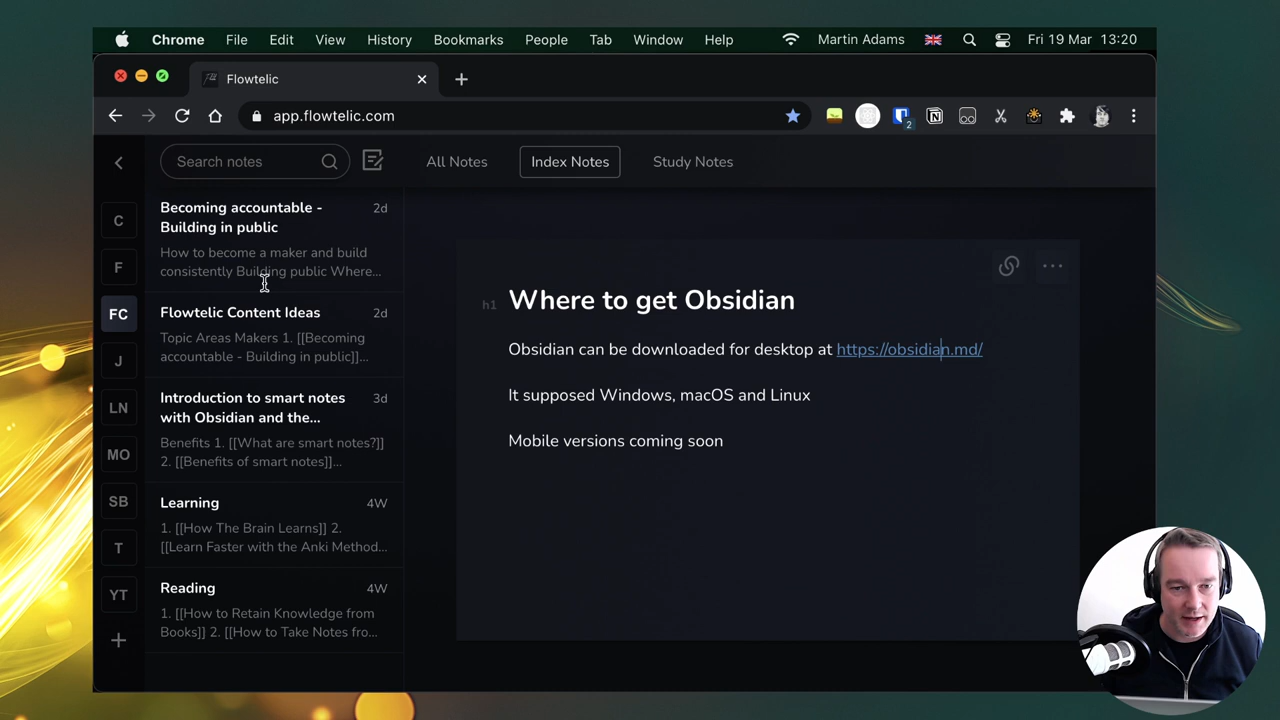 Chrome File Edit View History Bookmarks People Tab Window Help Martin Adams Fri 19 Mar 13:20
Flowtelic
app.flowtelic.com
2
Search notes
All Notes Index Notes Study Notes
C
F
FC
J
LN
MO
SB
T
YT
Becoming accountable - 2d
Building in public
How to become a maker and build
consistently Building public Where...
Flowtelic Content Ideas 2d
Topic Areas Makers 1. [[Becoming
accountable - Building in public]]...
Introduction to smart notes 3d
with Obsidian and the...
Benefits 1. [[What are smart notes?]]
2. [[Benefits of smart notes]]...
Learning 4W
1. [[How The Brain Learns]] 2.
[[Learn Faster with the Anki Method...
Reading 4W
1. [[How to Retain Knowledge from
Books]] 2. [[How to Take Notes fro...
h1 Where to get Obsidian
Obsidian can be downloaded for desktop at https://obsidian.md/
It supposed Windows, macOS and Linux
Mobile versions coming soon